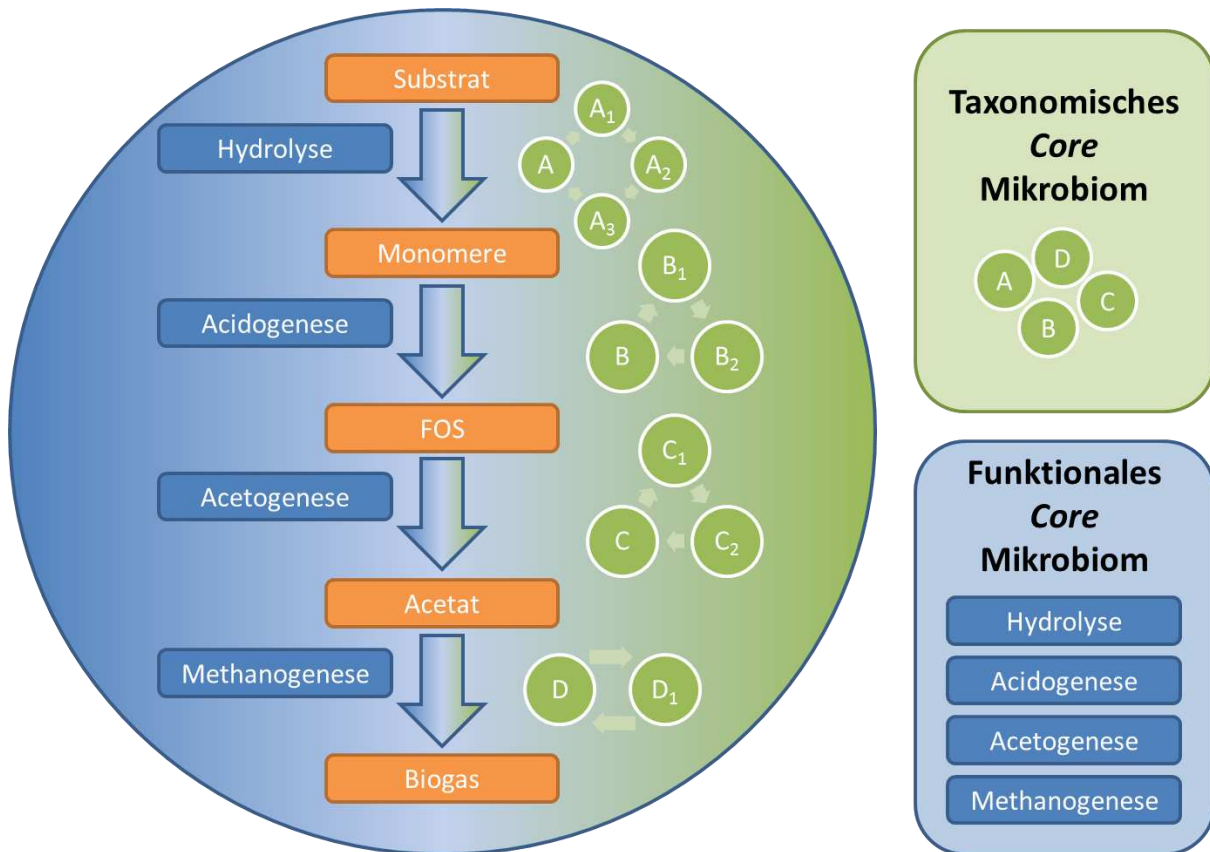 Substrat
Hydrolyse
Monomere
Acidogenese
FOS
Acetogenese
Acetat
Methanogenese
Biogas
A₁
A
A₂
A₃
B₁
B
B₂
C₁
C
C₂
D
D₁
Taxonomisches
Core
Mikrobiom
D
A
C
B
Funktionales
Core
Mikrobiom
Hydrolyse
Acidogenese
Acetogenese
Methanogenese